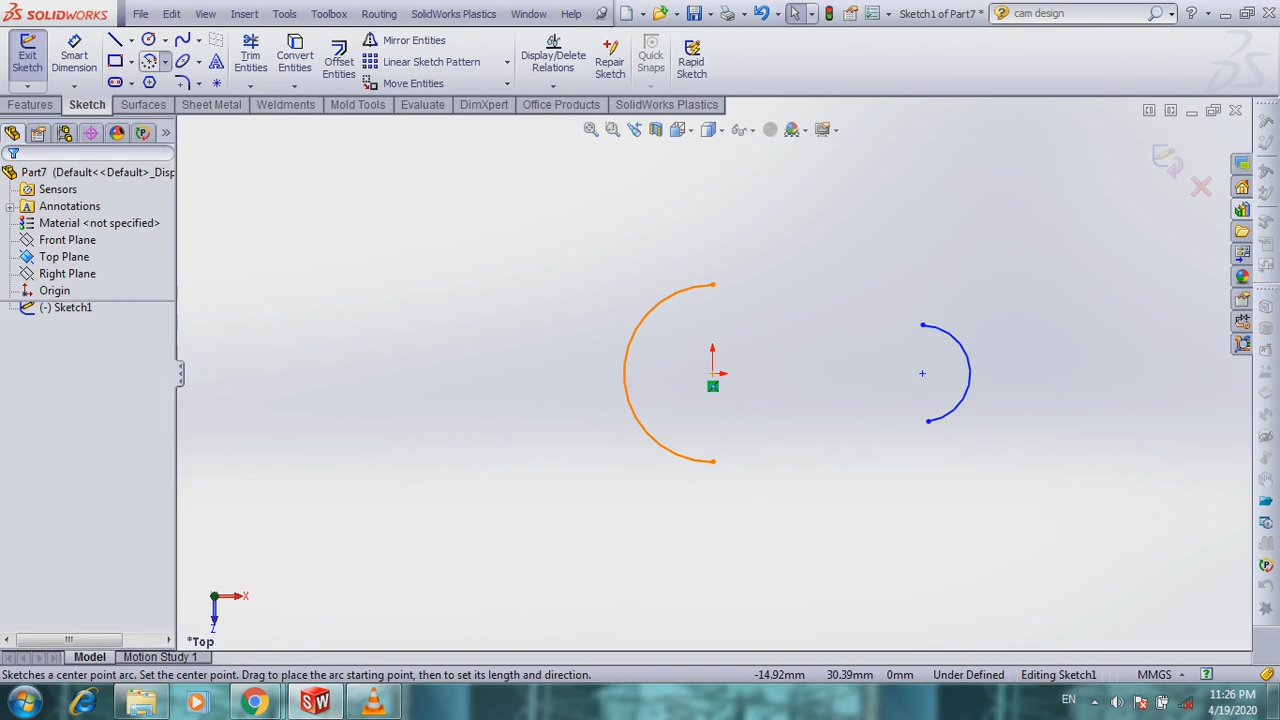 SOLIDWORKS File Edit View Insert Tools Toolbox Routing SolidWorks Plastics Window Help Sketch1 of Part7 * cam design
Exit Sketch
Smart Dimension
Trim Entities
Convert Entities
Offset Entities
Mirror Entities
Linear Sketch Pattern
Move Entities
Display/Delete Relations
Repair Sketch
Quick Snaps
Rapid Sketch
Features Sketch Surfaces Sheet Metal Weldments Mold Tools Evaluate DimXpert Office Products SolidWorks Plastics
Part7 (Default<<Default>_Disp
Sensors
Annotations
Material <not specified>
Front Plane
Top Plane
Right Plane
Origin
(-) Sketch1
X
Z
*Top
Model Motion Study 1
Sketches a center point arc. Set the center point. Drag to place the arc starting point, then to set its length and direction. -14.92mm 30.39mm 0mm Under Defined Editing Sketch1 MMGS
EN 11:26 PM
4/19/2020